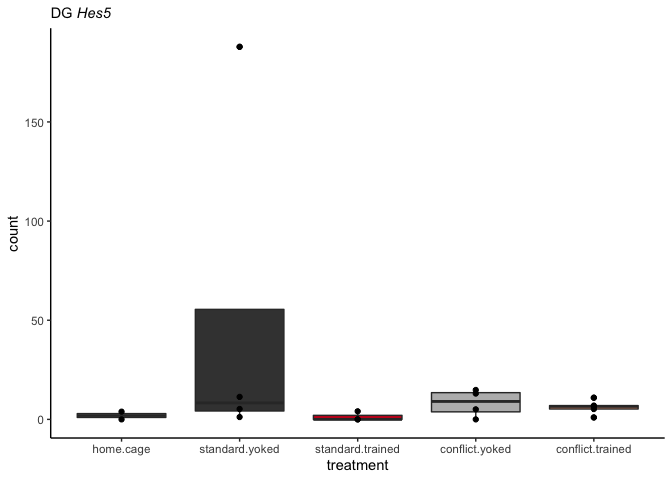 DG Hes5
150
100
50
0
count
home.cage standard.yoked standard.trained conflict.yoked conflict.trained
treatment